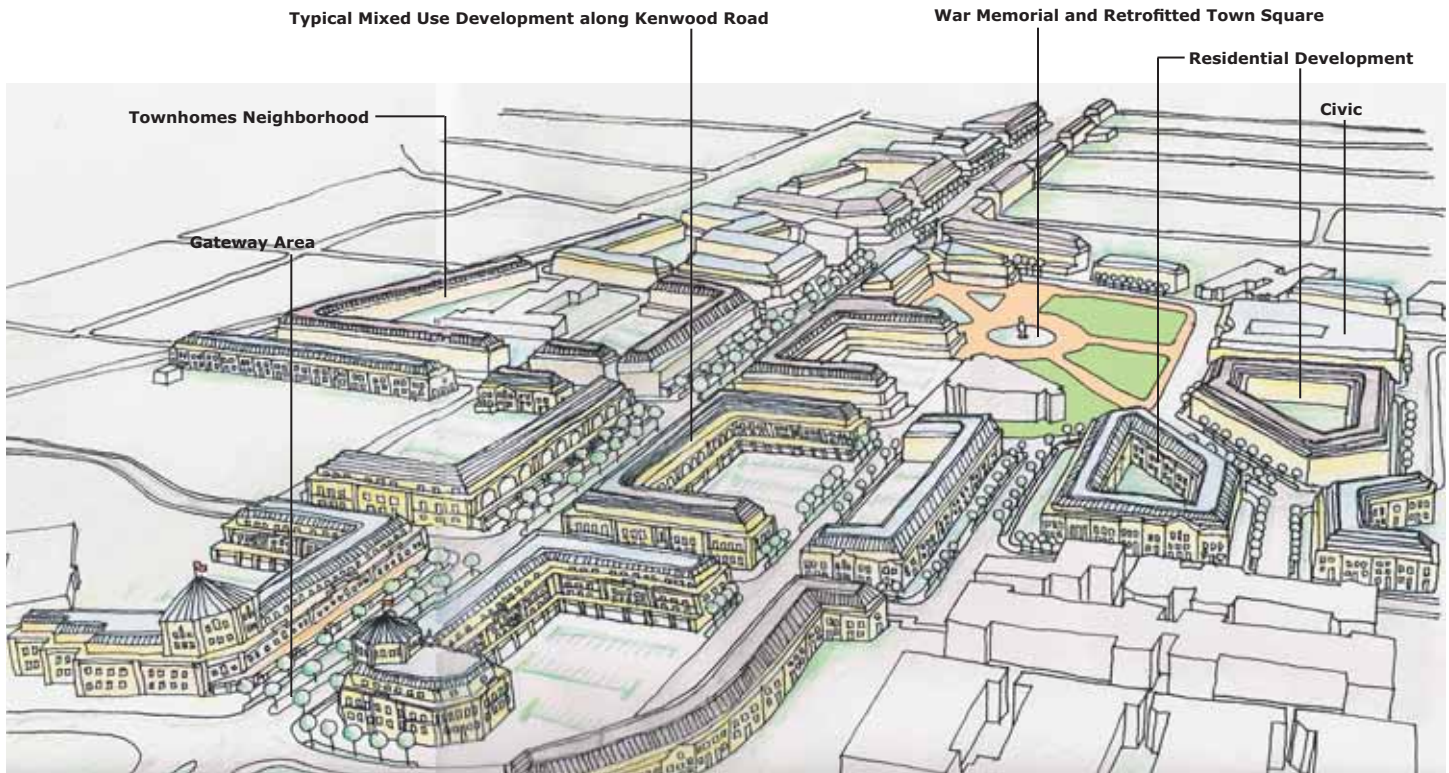 Typical Mixed Use Development along Kenwood Road
War Memorial and Retrofitted Town Square
Residential Development
Townhomes Neighborhood
Civic
Gateway Area